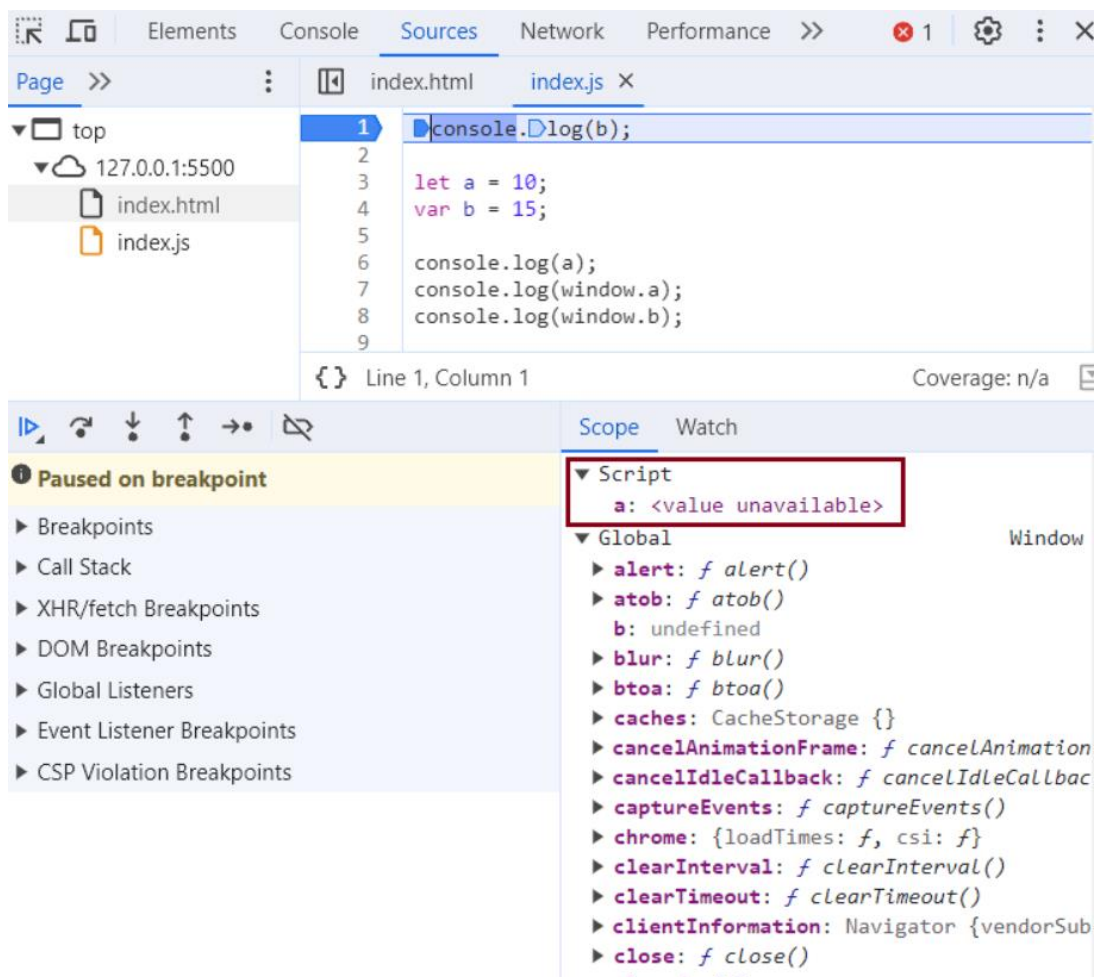 Elements Console Sources Network Performance 1
Page index.html index.js
top
127.0.0.1:5500
index.html
index.js
1 console.log(b);
2
3 let a = 10;
4 var b = 15;
5
6 console.log(a);
7 console.log(window.a);
8 console.log(window.b);
9
{} Line 1, Column 1 Coverage: n/a
Paused on breakpoint
Breakpoints
Call Stack
XHR/fetch Breakpoints
DOM Breakpoints
Global Listeners
Event Listener Breakpoints
CSP Violation Breakpoints
Scope Watch
Script
a: <value unavailable>
Global Window
alert: ƒ alert()
atob: ƒ atob()
b: undefined
blur: ƒ blur()
btoa: ƒ btoa()
caches: CacheStorage {}
cancelAnimationFrame: ƒ cancelAnimation
cancelIdleCallback: ƒ cancelIdleCallbac
captureEvents: ƒ captureEvents()
chrome: {loadTimes: ƒ, csi: ƒ}
clearInterval: ƒ clearInterval()
clearTimeout: ƒ clearTimeout()
clientInformation: Navigator {vendorSub
close: ƒ close()